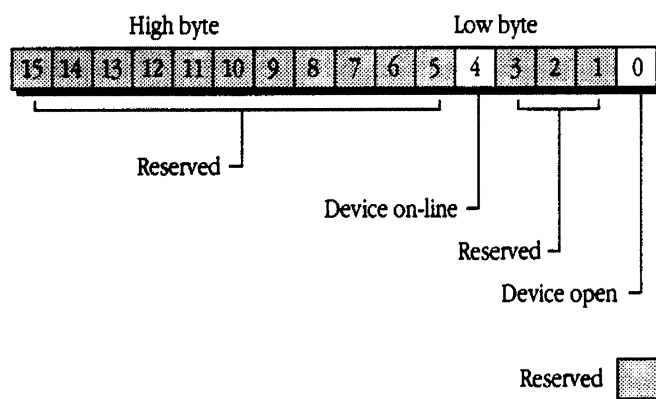 High byte Low byte
15 14 13 12 11 10 9 8 7 6 5 4 3 2 1 0
Reserved
Device on-line
Reserved
Device open
Reserved